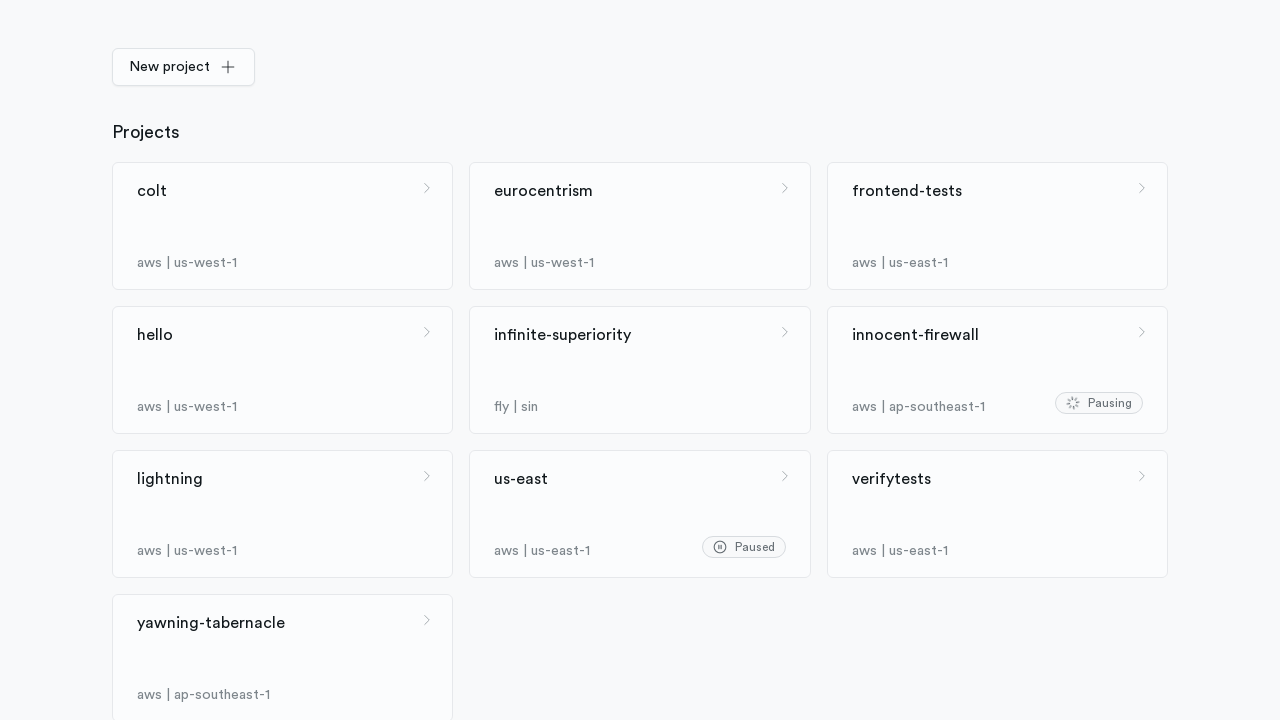 New project
Projects
colt
aws | us-west-1
eurocentrism
aws | us-west-1
frontend-tests
aws | us-east-1
hello
aws | us-west-1
infinite-superiority
fly | sin
innocent-firewall
aws | ap-southeast-1
Pausing
lightning
aws | us-west-1
us-east
aws | us-east-1
Paused
verifytests
aws | us-east-1
yawning-tabernacle
aws | ap-southeast-1